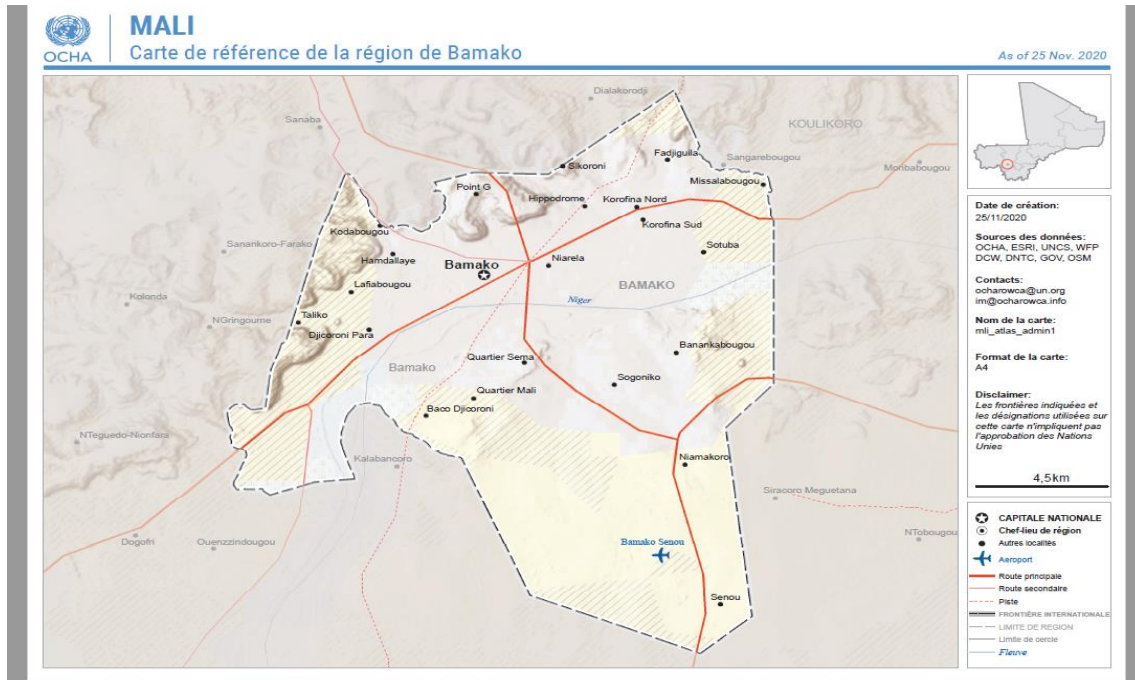 OCHA
MALI
Carte de référence de la région de Bamako
As of 25 Nov. 2020
Dialakorodji
Sanaba
KOULIKORO
Fadjiguila
Sangarebougou
Sikoroni
Moribabougou
Missalabougou
Point G
Hippodrome
Korofina Nord
Korofina Sud
Kodabougou
Sanankoro-Farako
Hamdallaye
Bamako
Niarela
Sotuba
Lafiabougou
BAMAKO
Kolonda
Niger
NGringoume
Taliko
Djicoroni Para
Banankabougou
Quartier Sema
Bamako
Sogoniko
Quartier Mali
Baco Djicoroni
NTeguedo-Nionfara
Kalabancoro
Niamakoro
Siracoro Meguetana
NTobougou
Dogofri
Ouenzzindougou
Bamako Senou
Senou
Date de création:
25/11/2020
Sources des données:
OCHA, ESRI, UNCS, WFP
DCW, DNTC, GOV, OSM
Contacts:
ocharowca@un.org
im@ocharowca.info
Nom de la carte:
mli_atlas_admin1
Format de la carte:
A4
Disclaimer:
Les frontières indiquées et
les désignations utilisées sur
cette carte n'impliquent pas
l'approbation des Nations
Unies
4,5km
CAPITALE NATIONALE
Chef-lieu de région
Autres localités
Aeroport
Route principale
Route secondaire
Piste
FRONTIÈRE INTERNATIONALE
LIMITE DE REGION
Limite de cercle
Fleuve